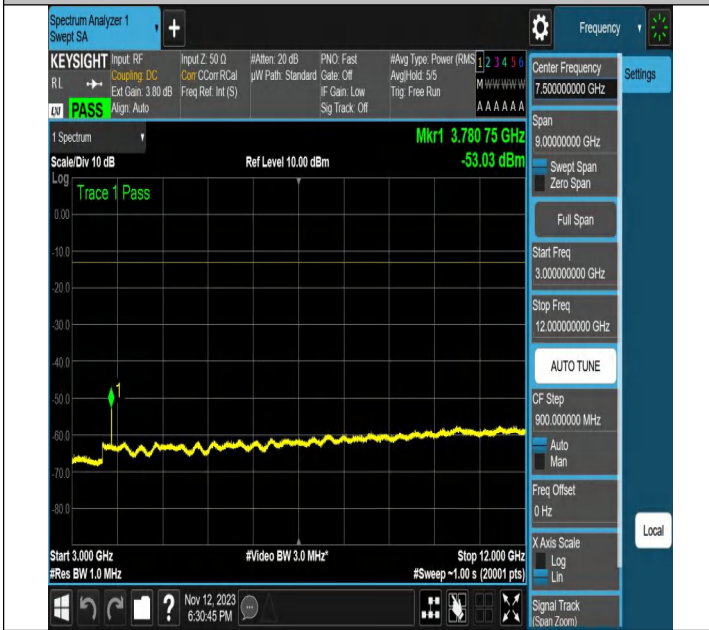 Spectrum Analyzer 1
Swept SA
+
Frequency
KEYSIGHT
RL
LXI PASS
Input: RF
Coupling: DC
Ext Gain: 3.80 dB
Align: Auto
Input Z: 50 Ω
Corr CCorr RCal
Freq Ref: Int (S)
#Atten: 20 dB
µW Path: Standard
PNO: Fast
Gate: Off
IF Gain: Low
Sig Track: Off
#Avg Type: Power (RMS
Avg|Hold: 5/5
Trig: Free Run
1 2 3 4 5 6
M W W W W W
A A A A A A
1 Spectrum
Scale/Div 10 dB
Log
Ref Level 10.00 dBm
Mkr1 3.780 75 GHz
-53.03 dBm
Trace 1 Pass
0.00
-10.0
-20.0
-30.0
-40.0
-50.0
-60.0
-70.0
-80.0
1
Start 3.000 GHz
#Res BW 1.0 MHz
#Video BW 3.0 MHz*
Stop 12.000 GHz
#Sweep ~1.00 s (20001 pts)
Center Frequency
7.500000000 GHz
Span
9.00000000 GHz
Swept Span
Zero Span
Full Span
Start Freq
3.000000000 GHz
Stop Freq
12.000000000 GHz
AUTO TUNE
CF Step
900.000000 MHz
Auto
Man
Freq Offset
0 Hz
X Axis Scale
Log
Lin
Signal Track
(Span Zoom)
Settings
Local
?
Nov 12, 2023
6:30:45 PM